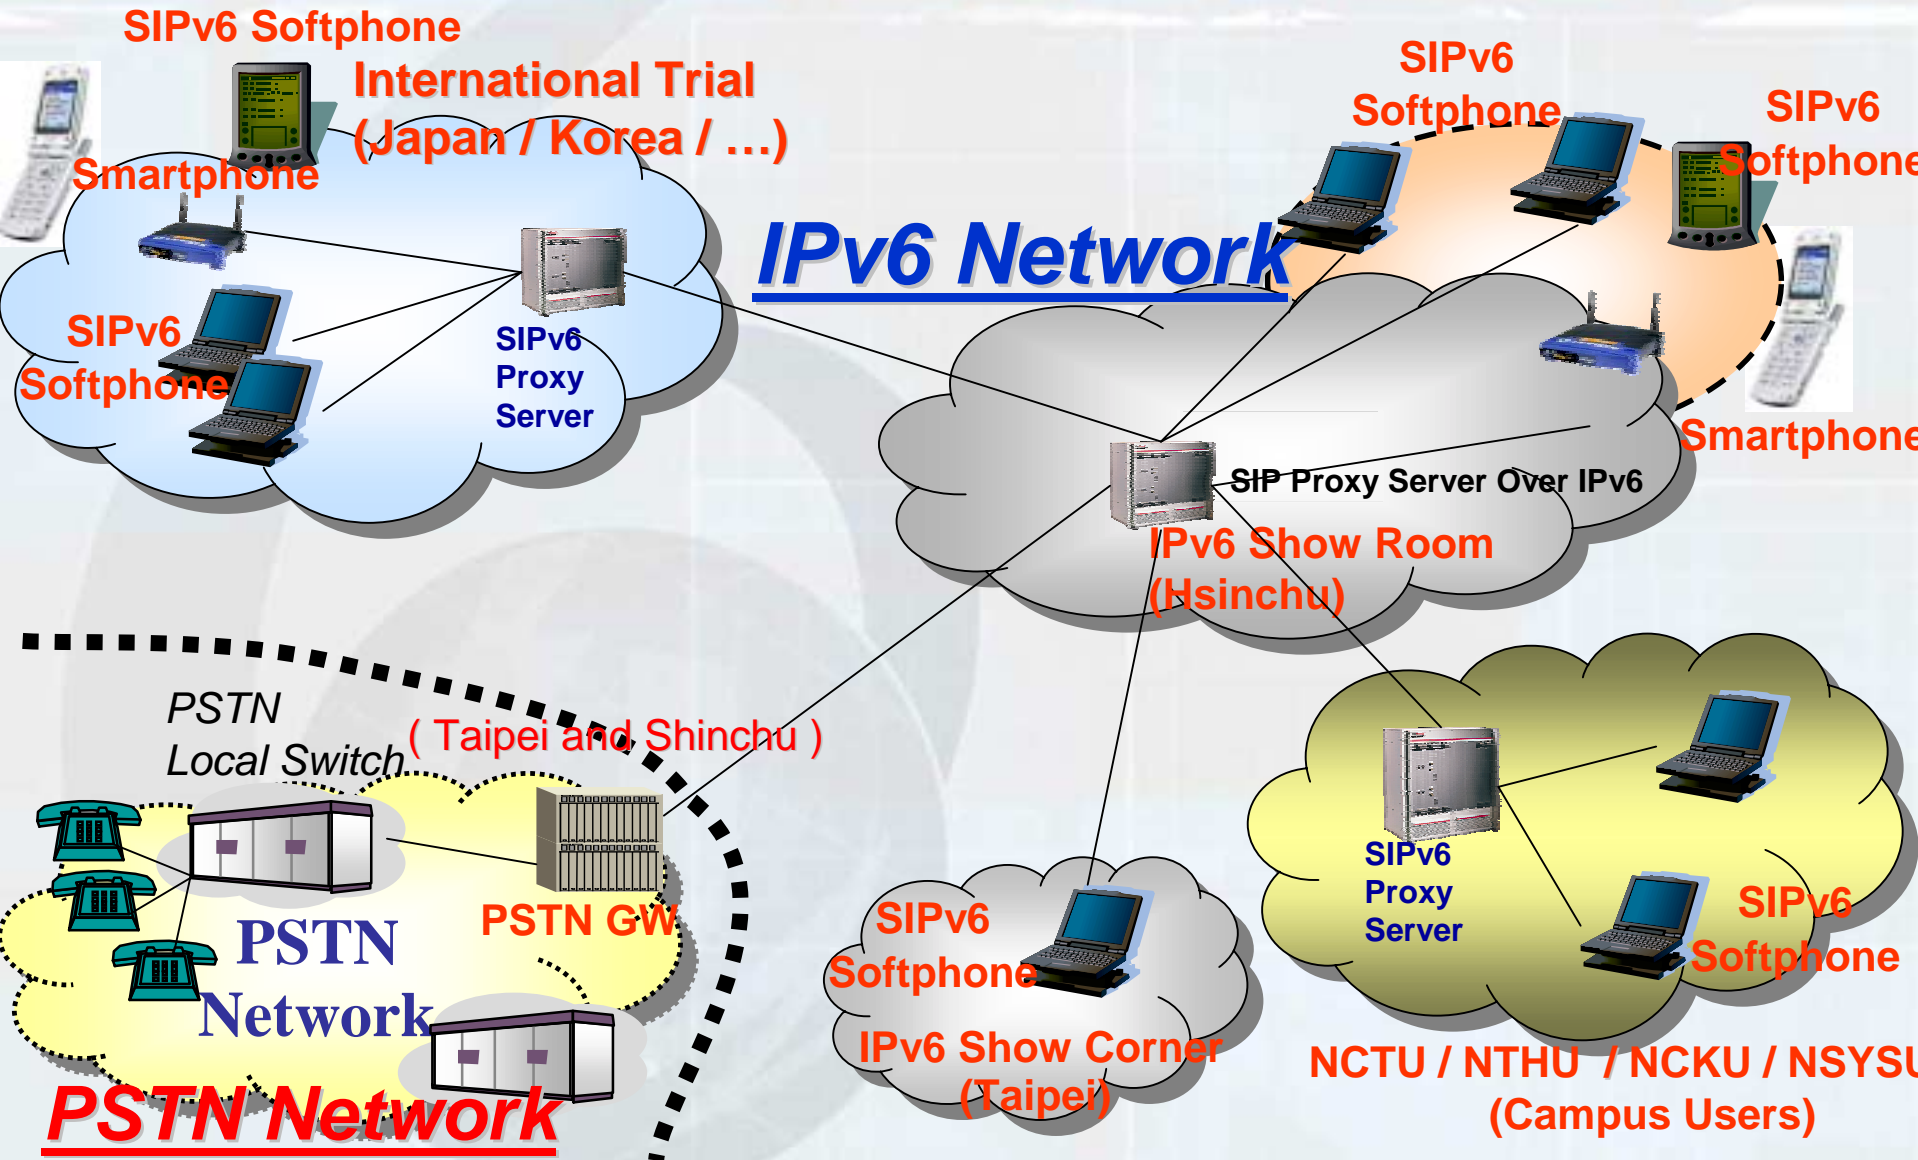 SIPv6 Softphone
International Trial
(Japan / Korea / …)
Smartphone
SIPv6
Softphone
SIPv6
Proxy
Server
IPv6 Network
SIPv6
Softphone
SIPv6
Softphone
Smartphone
SIP Proxy Server Over IPv6
IPv6 Show Room
(Hsinchu)
PSTN
Local Switch
( Taipei and Shinchu )
PSTN GW
PSTN
Network
PSTN Network
SIPv6
Softphone
IPv6 Show Corner
(Taipei)
SIPv6
Proxy
Server
SIPv6
Softphone
NCTU / NTHU / NCKU / NSYSU
(Campus Users)